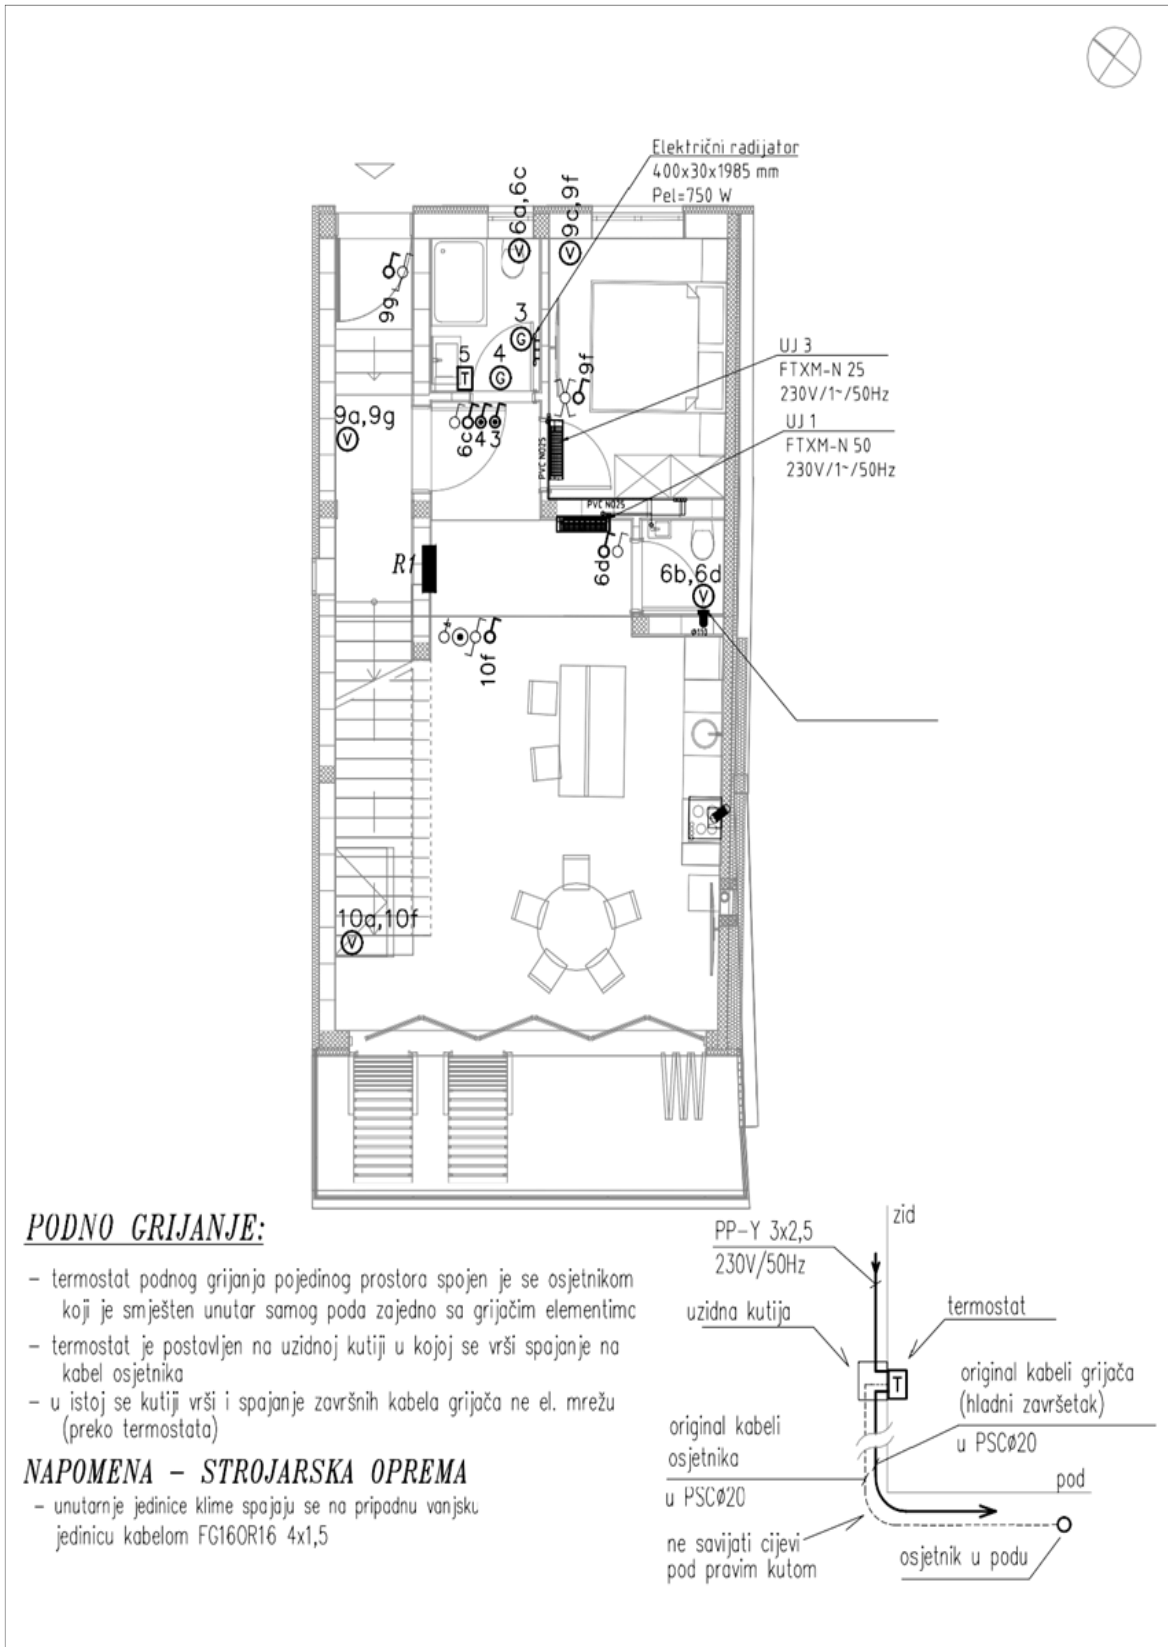 Električni radijator
400x30x1985 mm
Pel=750 W
6a,6c
9c,9f
9g
3
G
V
V
5
T
4
G
9f
UJ 3
FTXM-N 25
230V/1~/50Hz
UJ 1
FTXM-N 50
230V/1~/50Hz
9a,9g
V
6c
4
3
PVC NO25
PVC NO25
R1
6d
6b,6d
V
Ø110
10f
10a,10f
V
PODNO GRIJANJE:
- termostat podnog grijanja pojedinog prostora spojen je se osjetnikom
koji je smješten unutar samog poda zajedno sa grijačim elementimc
- termostat je postavljen na uzidnoj kutiji u kojoj se vrši spajanje na
kabel osjetnika
- u istoj se kutiji vrši i spajanje završnih kabela grijača ne el. mrežu
(preko termostata)
NAPOMENA - STROJARSKA OPREMA
- unutarnje jedinice klime spajaju se na pripadnu vanjsku
jedinicu kabelom FG16OR16 4x1,5
zid
PP-Y 3x2,5
230V/50Hz
uzidna kutija
termostat
T
original kabeli grijača
(hladni završetak)
u PSCø20
original kabeli
osjetnika
u PSCø20
pod
ne savijati cijevi
pod pravim kutom
osjetnik u podu